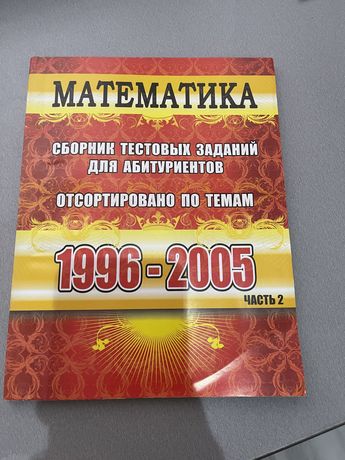 МАТЕМАТИКА
СБОРНИК ТЕСТОВЫХ ЗАДАНИЙ
ДЛЯ АБИТУРИЕНТОВ
ОТСОРТИРОВАНО ПО ТЕМАМ
1996 - 2005
ЧАСТЬ 2